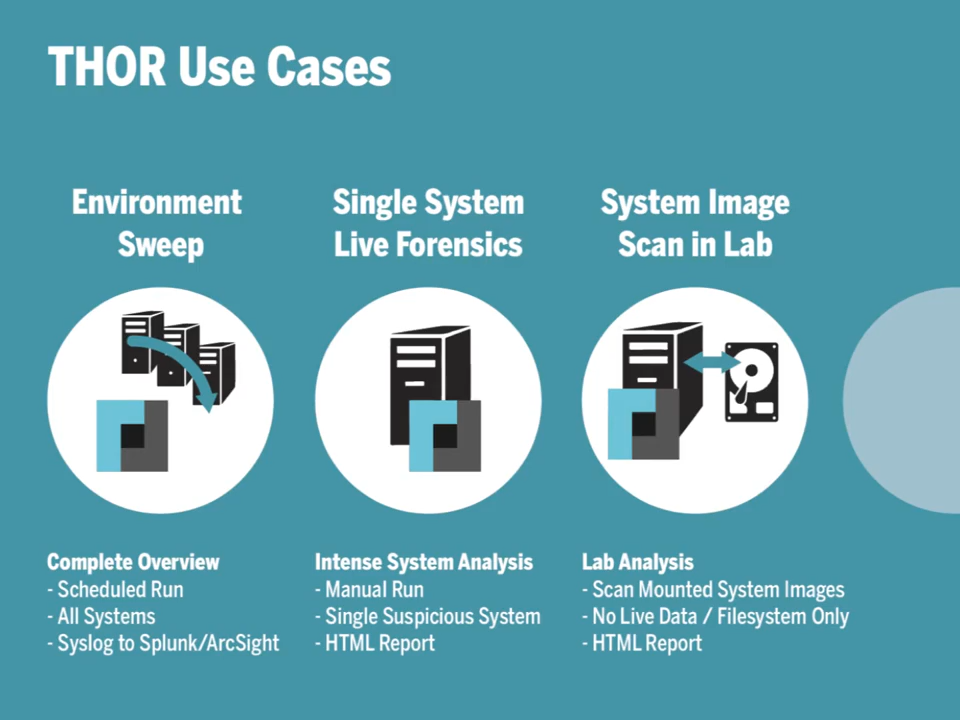 THOR Use Cases
Environment
Sweep
Single System
Live Forensics
System Image
Scan in Lab
Complete Overview
- Scheduled Run
- All Systems
- Syslog to Splunk/ArcSight
Intense System Analysis
- Manual Run
- Single Suspicious System
- HTML Report
Lab Analysis
- Scan Mounted System Images
- No Live Data / Filesystem Only
- HTML Report